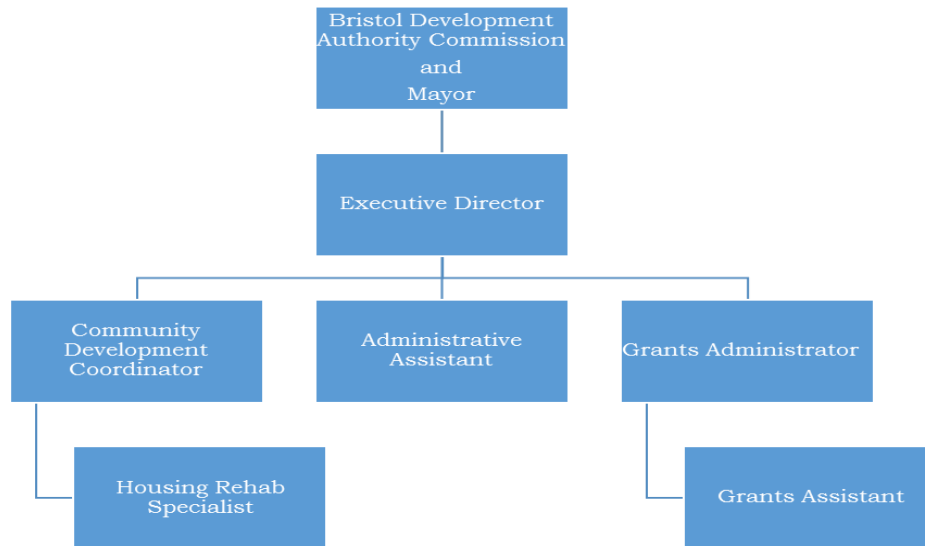 Bristol Development
Authority Commission
and
Mayor
Executive Director
Community
Development
Coordinator
Administrative
Assistant
Grants Administrator
Housing Rehab
Specialist
Grants Assistant